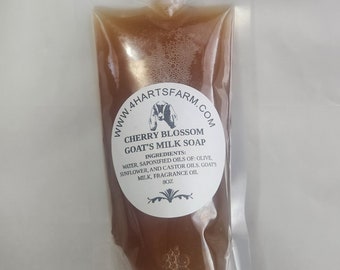 WWW.4HARTSFARM.COM
CHERRY BLOSSOM
GOAT'S MILK SOAP
INGREDIENTS:
WATER, SAPONIFIED OILS OF: OLIVE,
SUNFLOWER, AND CASTOR OILS. GOAT'S
MILK, FRAGRANCE OIL
8OZ.